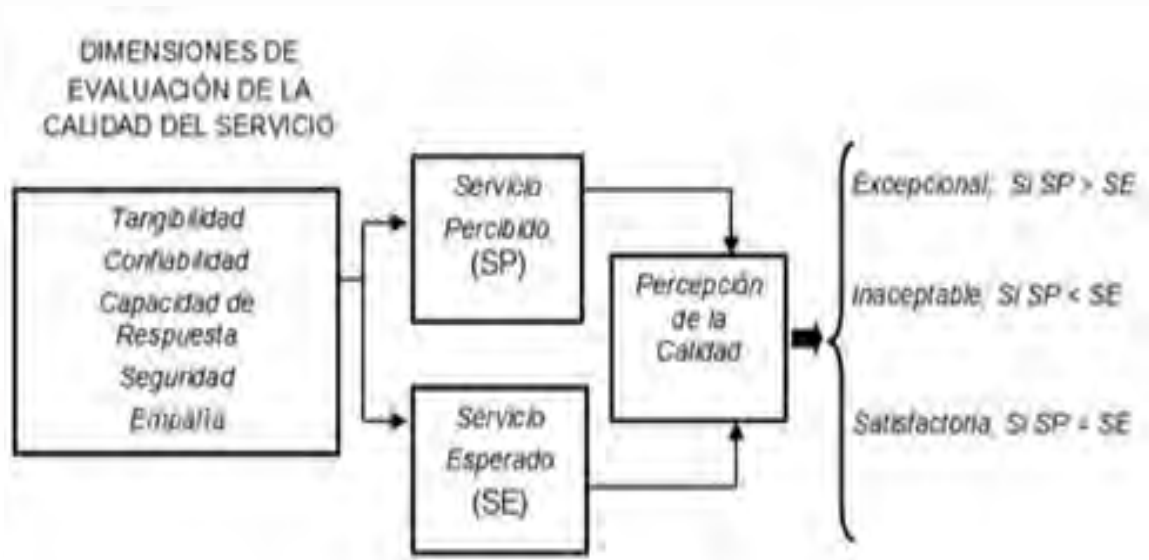 DIMENSIONES DE
EVALUACIÓN DE LA
CALIDAD DEL SERVICIO
Tangibilidad
Confiabilidad
Capacidad de
Respuesta
Seguridad
Empatía
Servicio
Percibido
(SP)
Servicio
Esperado
(SE)
Percepción
de la
Calidad
Excepcional, Si SP > SE
Inaceptable, Si SP < SE
Satisfactoria, Si SP = SE